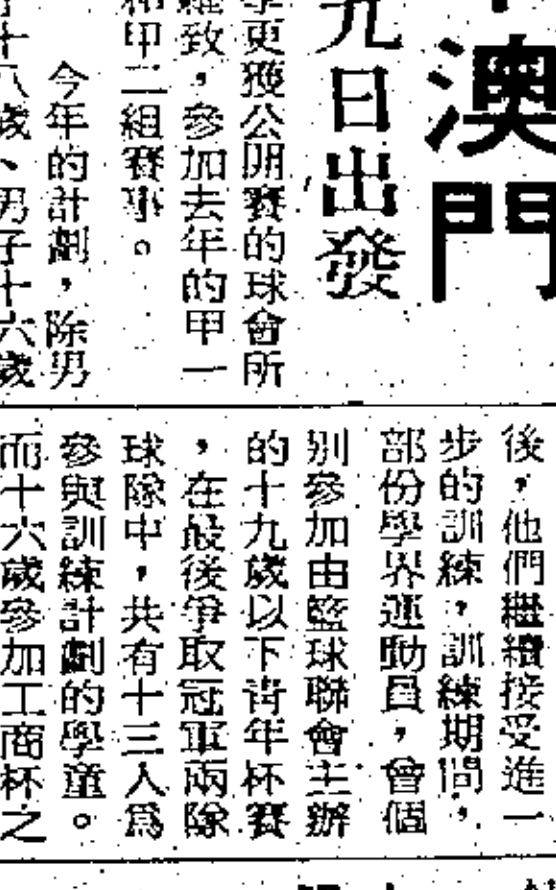 澳門
九日出發
更獲公開賽的球會所
羅致，參加去年的甲一
和甲二組賽事。
今年的計劃，除男
十八歲、男子十六歲
後，他們繼續接受進一
步的訓練，訓練期間，
部份學界運動員，曾個
別參加由籃球聯會主辦
的十九歲以下青年杯賽
，在最後爭取冠軍兩隊
球隊中，共有十三人爲
參與訓練計劃的學童。
而十六歲參加工商杯之